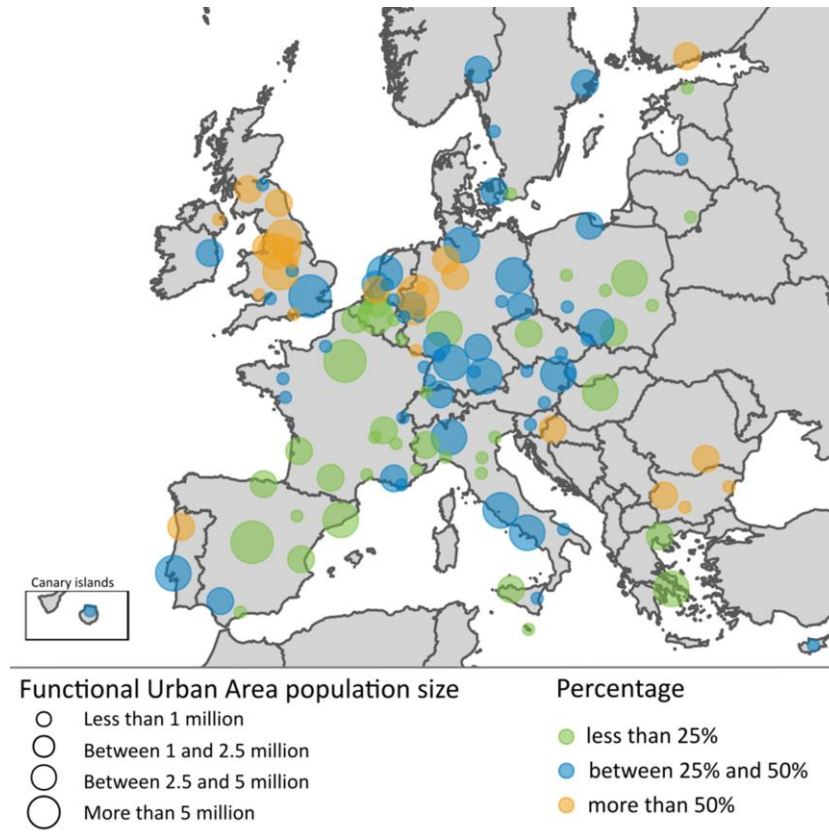 Canary islands
Functional Urban Area population size
Less than 1 million
Between 1 and 2.5 million
Between 2.5 and 5 million
More than 5 million
Percentage
less than 25%
between 25% and 50%
more than 50%